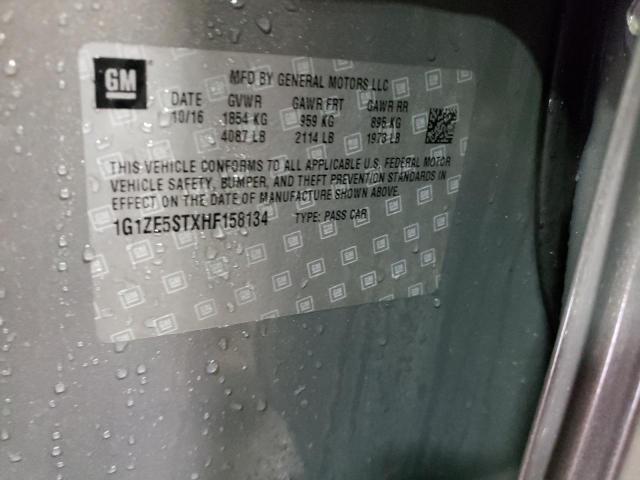 GM
MFD BY GENERAL MOTORS LLC
DATE GVWR GAWR FRT GAWR RR
10/16 1854 KG 959 KG 895 KG
4087 LB 2114 LB 1973 LB
THIS VEHICLE CONFORMS TO ALL APPLICABLE U.S. FEDERAL MOTOR
VEHICLE SAFETY, BUMPER, AND THEFT PREVENTION STANDARDS IN
EFFECT ON THE DATE OF MANUFACTURE SHOWN ABOVE.
1G1ZE5STXHF158134 TYPE: PASS CAR